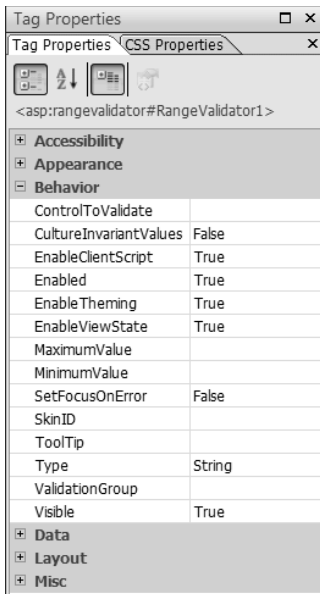 Tag Properties
Tag Properties CSS Properties
<asp:rangevalidator#RangeValidator1>
Accessibility
Appearance
Behavior
ControlToValidate
CultureInvariantValues False
EnableClientScript True
Enabled True
EnableTheming True
EnableViewState True
MaximumValue
MinimumValue
SetFocusOnError False
SkinID
ToolTip
Type String
ValidationGroup
Visible True
Data
Layout
Misc